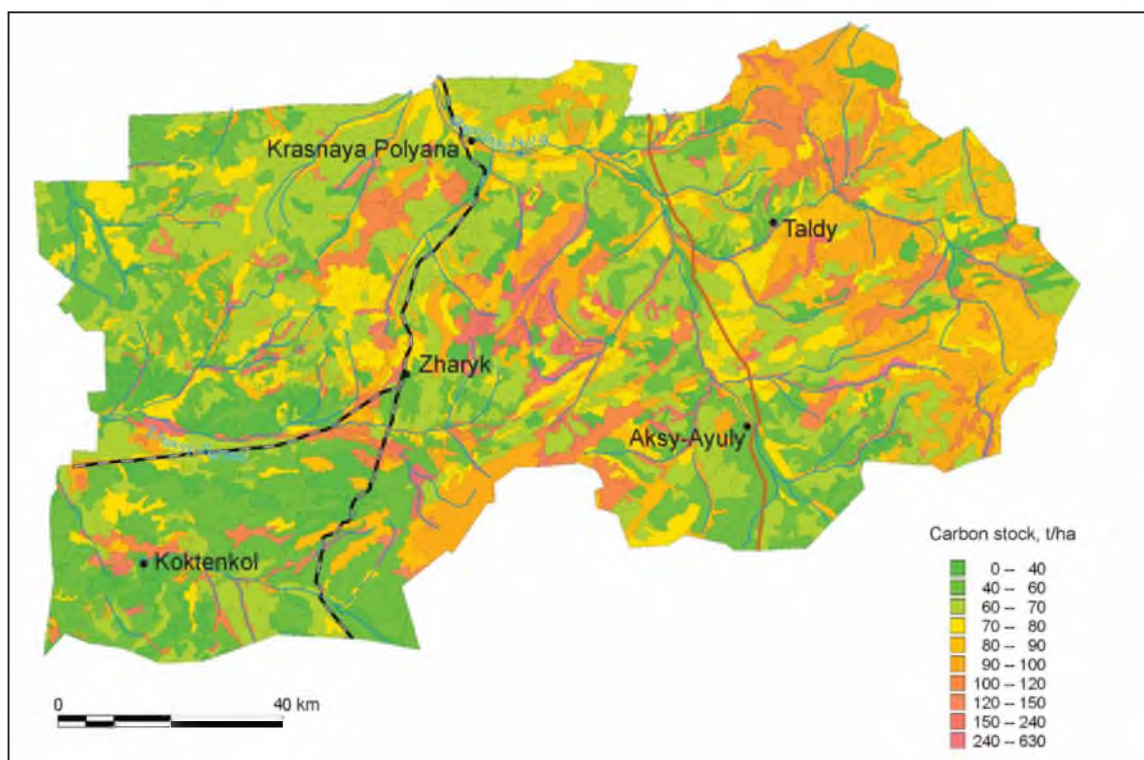 Krasnaya Polyana
Taldy
Zharyk
Aksy-Ayuly
Koktenkol
Carbon stock, t/ha
0 -- 40
40 -- 60
60 -- 70
70 -- 80
80 -- 90
90 -- 100
100 -- 120
120 -- 150
150 -- 240
240 -- 630
0 40 km